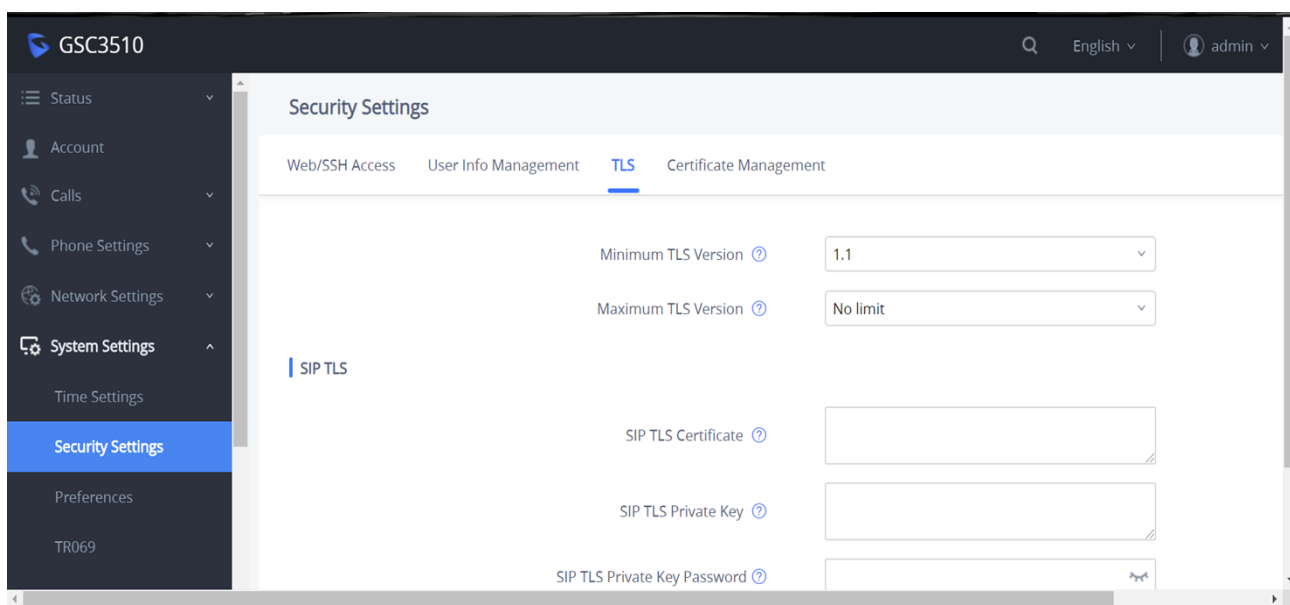 GSC3510
English
admin
Status
Account
Calls
Phone Settings
Network Settings
System Settings
Time Settings
Security Settings
Preferences
TR069
Security Settings
Web/SSH Access User Info Management TLS Certificate Management
Minimum TLS Version ? 1.1
Maximum TLS Version ? No limit
SIP TLS
SIP TLS Certificate ?
SIP TLS Private Key ?
SIP TLS Private Key Password ?